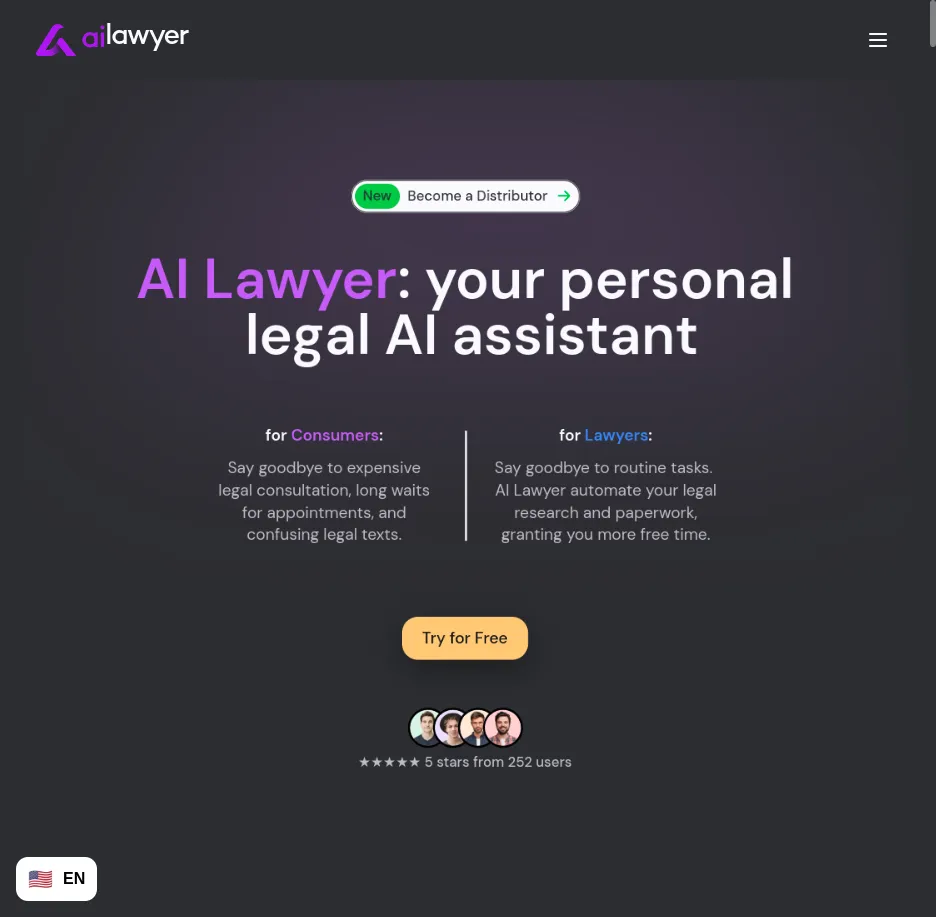 ailawyer
New Become a Distributor →
AI Lawyer: your personal
legal AI assistant
for Consumers:
Say goodbye to expensive
legal consultation, long waits
for appointments, and
confusing legal texts.
for Lawyers:
Say goodbye to routine tasks.
AI Lawyer automate your legal
research and paperwork,
granting you more free time.
Try for Free
★★★★★ 5 stars from 252 users
EN